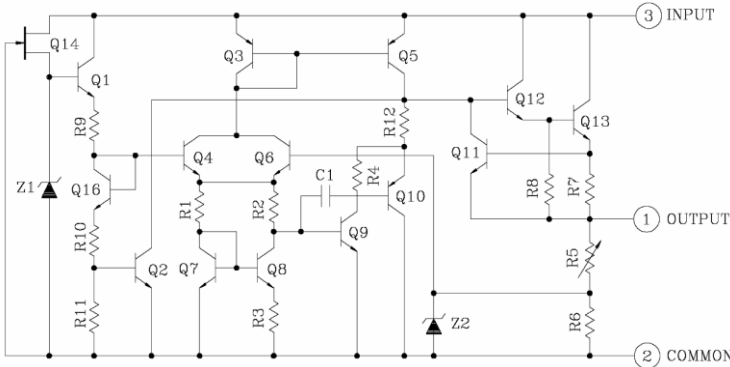 3 INPUT
Q14
Q3
Q5
Q1
Q12
Q13
R9
R12
Q11
Q4
Q6
R4
Z1
Q16
C1
Q10
R8
R7
R1
R2
1 OUTPUT
R10
Q9
R5
Q2
Q7
Q8
R11
R3
Z2
R6
2 COMMON